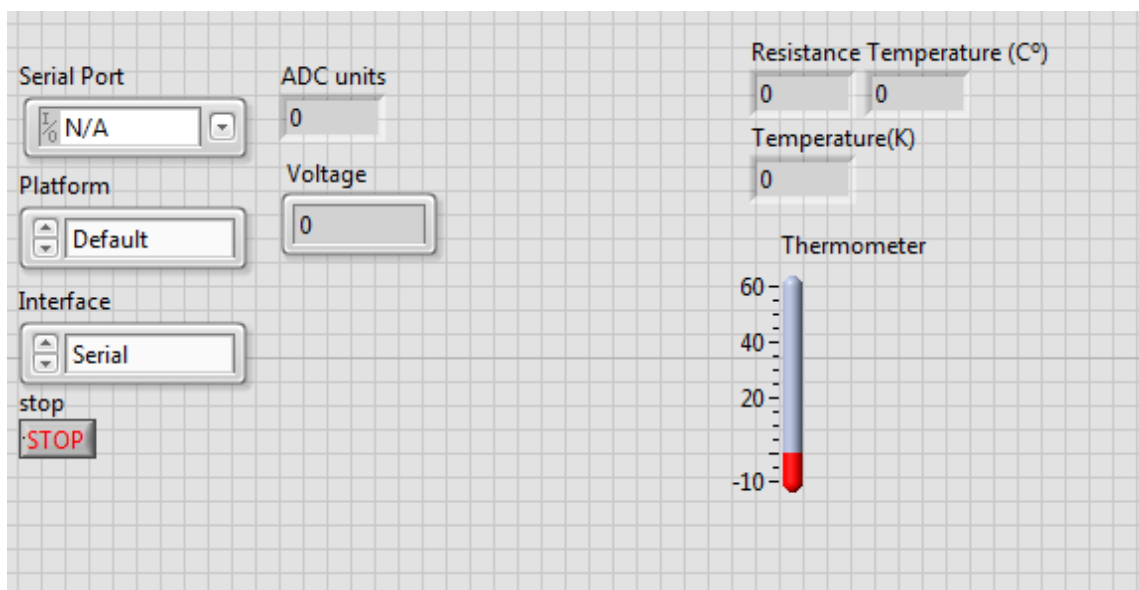 Serial Port
I/O N/A
Platform
Default
Interface
Serial
stop
STOP
ADC units
0
Voltage
0
Resistance Temperature (Cº)
0 0
Temperature(K)
0
Thermometer
60
40
20
-10